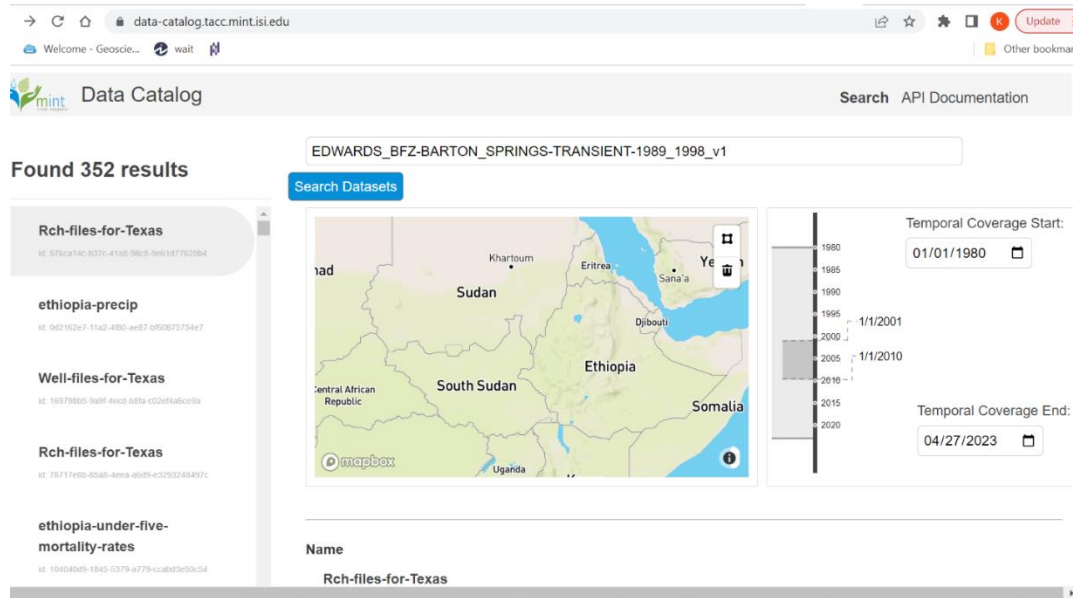 data-catalog.tacc.mint.isi.edu
K
Update
Welcome - Geoscie...
wait
Other bookmar
mint
Data Catalog
Search
API Documentation
EDWARDS_BFZ-BARTON_SPRINGS-TRANSIENT-1989_1998_v1
Found 352 results
Search Datasets
Rch-files-for-Texas
ethiopia-precip
Well-files-for-Texas
Rch-files-for-Texas
ethiopia-under-five-
mortality-rates
Khartoum
Eritrea
had
Sudan
Sana'a
Djibouti
Ethiopia
South Sudan
Central African
Republic
Somalia
mapbox
Uganda
1980
1985
1990
1995
2000
2005
2015
2020
1/1/2001
1/1/2010
Temporal Coverage Start:
01/01/1980
Temporal Coverage End:
04/27/2023
Name
Rch-files-for-Texas